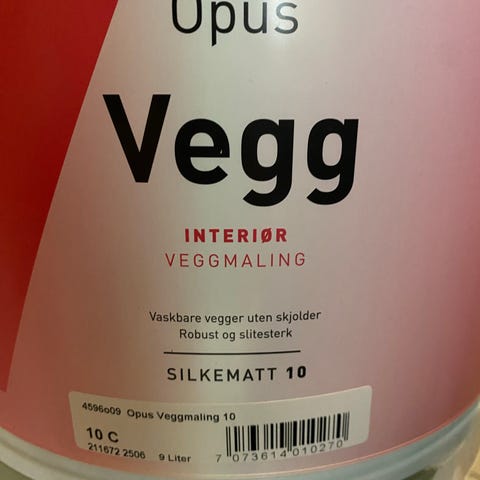 Opus
Vegg
INTERIØR
VEGGMALING
Vaskbare vegger uten skjolder
Robust og slitesterk
SILKEMATT 10
4596o09 Opus Veggmaling 10
10 C
211672 2506 9 Liter 7 073614 010270